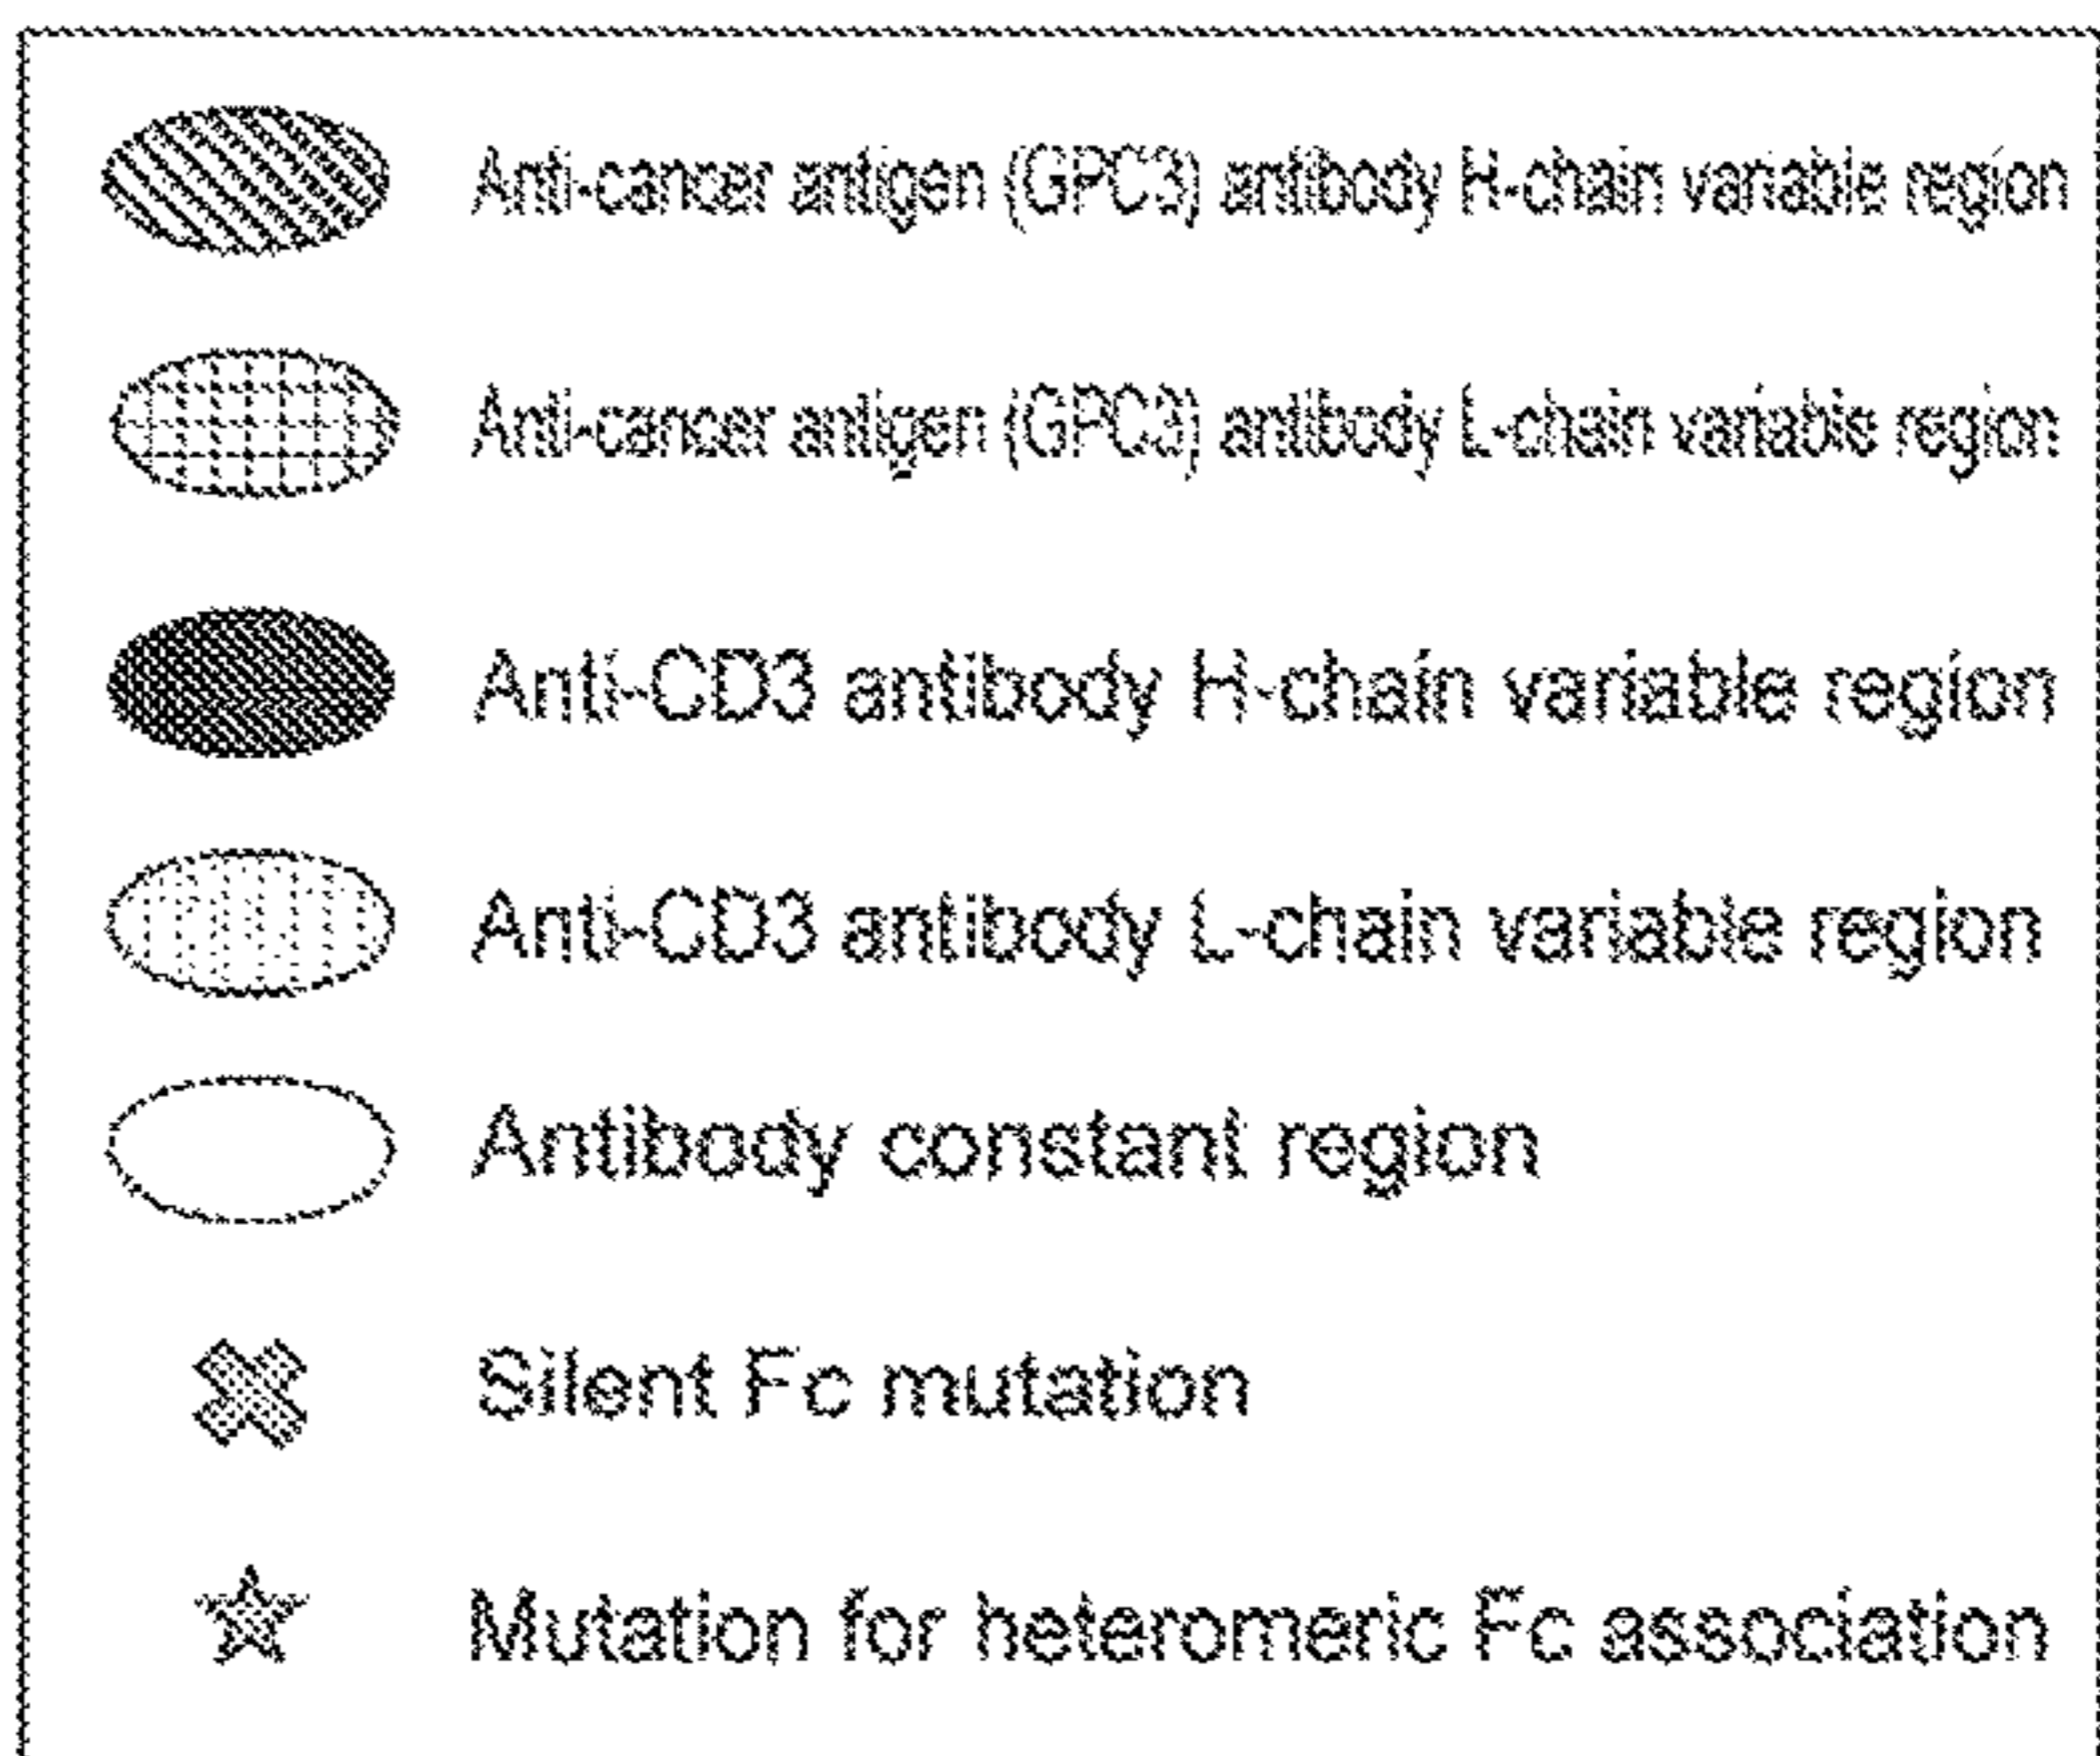 Anti-cancer antigen (GPC3) antibody H-chain variable region
Anti-cancer antigen (GPC3) antibody L-chain variable region
Anti-CD3 antibody H-chain variable region
Anti-CD3 antibody L-chain variable region
Antibody constant region
Silent Fc mutation
Mutation for heteromeric Fc association